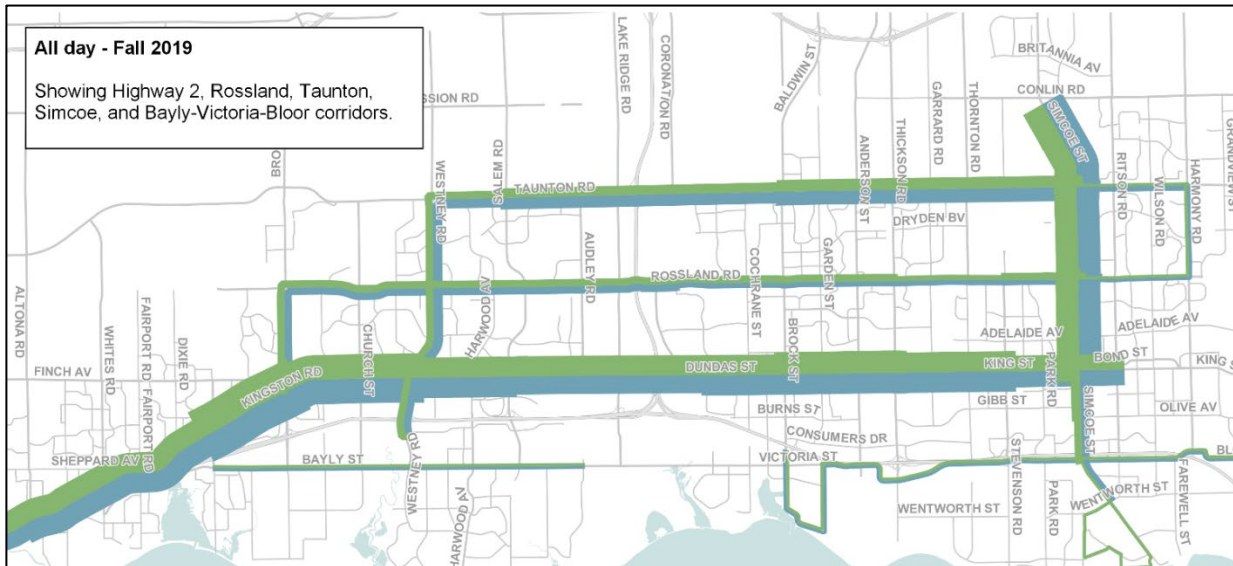 All day - Fall 2019
Showing Highway 2, Rossland, Taunton,
Simcoe, and Bayly-Victoria-Bloor corridors.
SSION RD
BRO
LAKE RIDGE RD
CORONATION RD
BALDWIN ST
BRITANNIA AV
CONLIN RD
GARRARD RD
THORNTON RD
SIMCOE ST
WESTNEY RD
SALEM RD
TAUNTON RD
ANDERSON ST
THICKSON RD
RITSON RD
WILSON RD
HARMONY RD
GRANDVIEW ST
DRYDEN BV
AUDLEY RD
ROSSLAND RD
COCHRANE ST
GARDEN ST
ALTONA RD
WHITES RD
FAIRPORT RD
DIXIE RD
CHURCH ST
HARWOOD AV
BROCK ST
ADELAIDE AV
ADELAIDE AV
FINCH AV
KINGSTON RD
DUNDAS ST
KING ST
PARK RD
BOND ST
KING S
FAIRPORT RD
BURNS ST
GIBB ST
OLIVE AV
SIMCOE ST
SHEPPARD AV
BAYLY ST
WESTNEY RD
CONSUMERS DR
VICTORIA ST
STEVENSON RD
BL
HARWOOD AV
WENTWORTH ST
PARK RD
WENTWORTH ST
FAREWELL ST